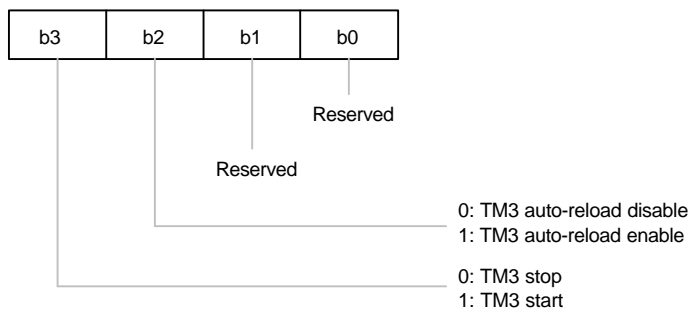 b3 b2 b1 b0
Reserved
Reserved
0: TM3 auto-reload disable
1: TM3 auto-reload enable
0: TM3 stop
1: TM3 start